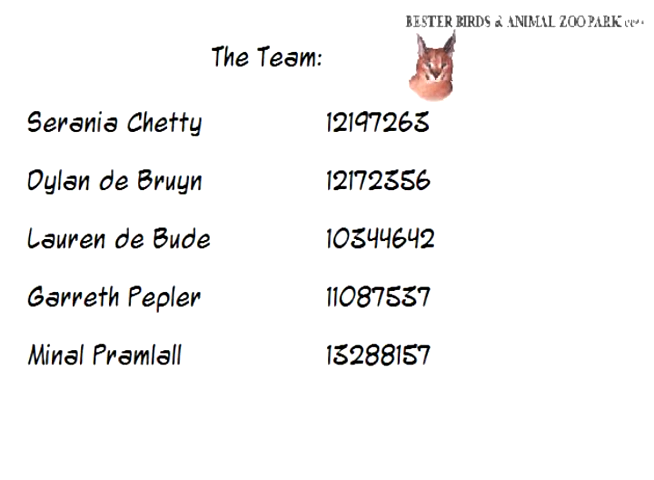 BESTER BIRDS & ANIMAL ZOO PARK
The Team:
Serania Chetty 12197263
Dylan de Bruyn 12172356
Lauren de Bude 10344642
Garreth Pepler 11087537
Minal Pramlall 13288157